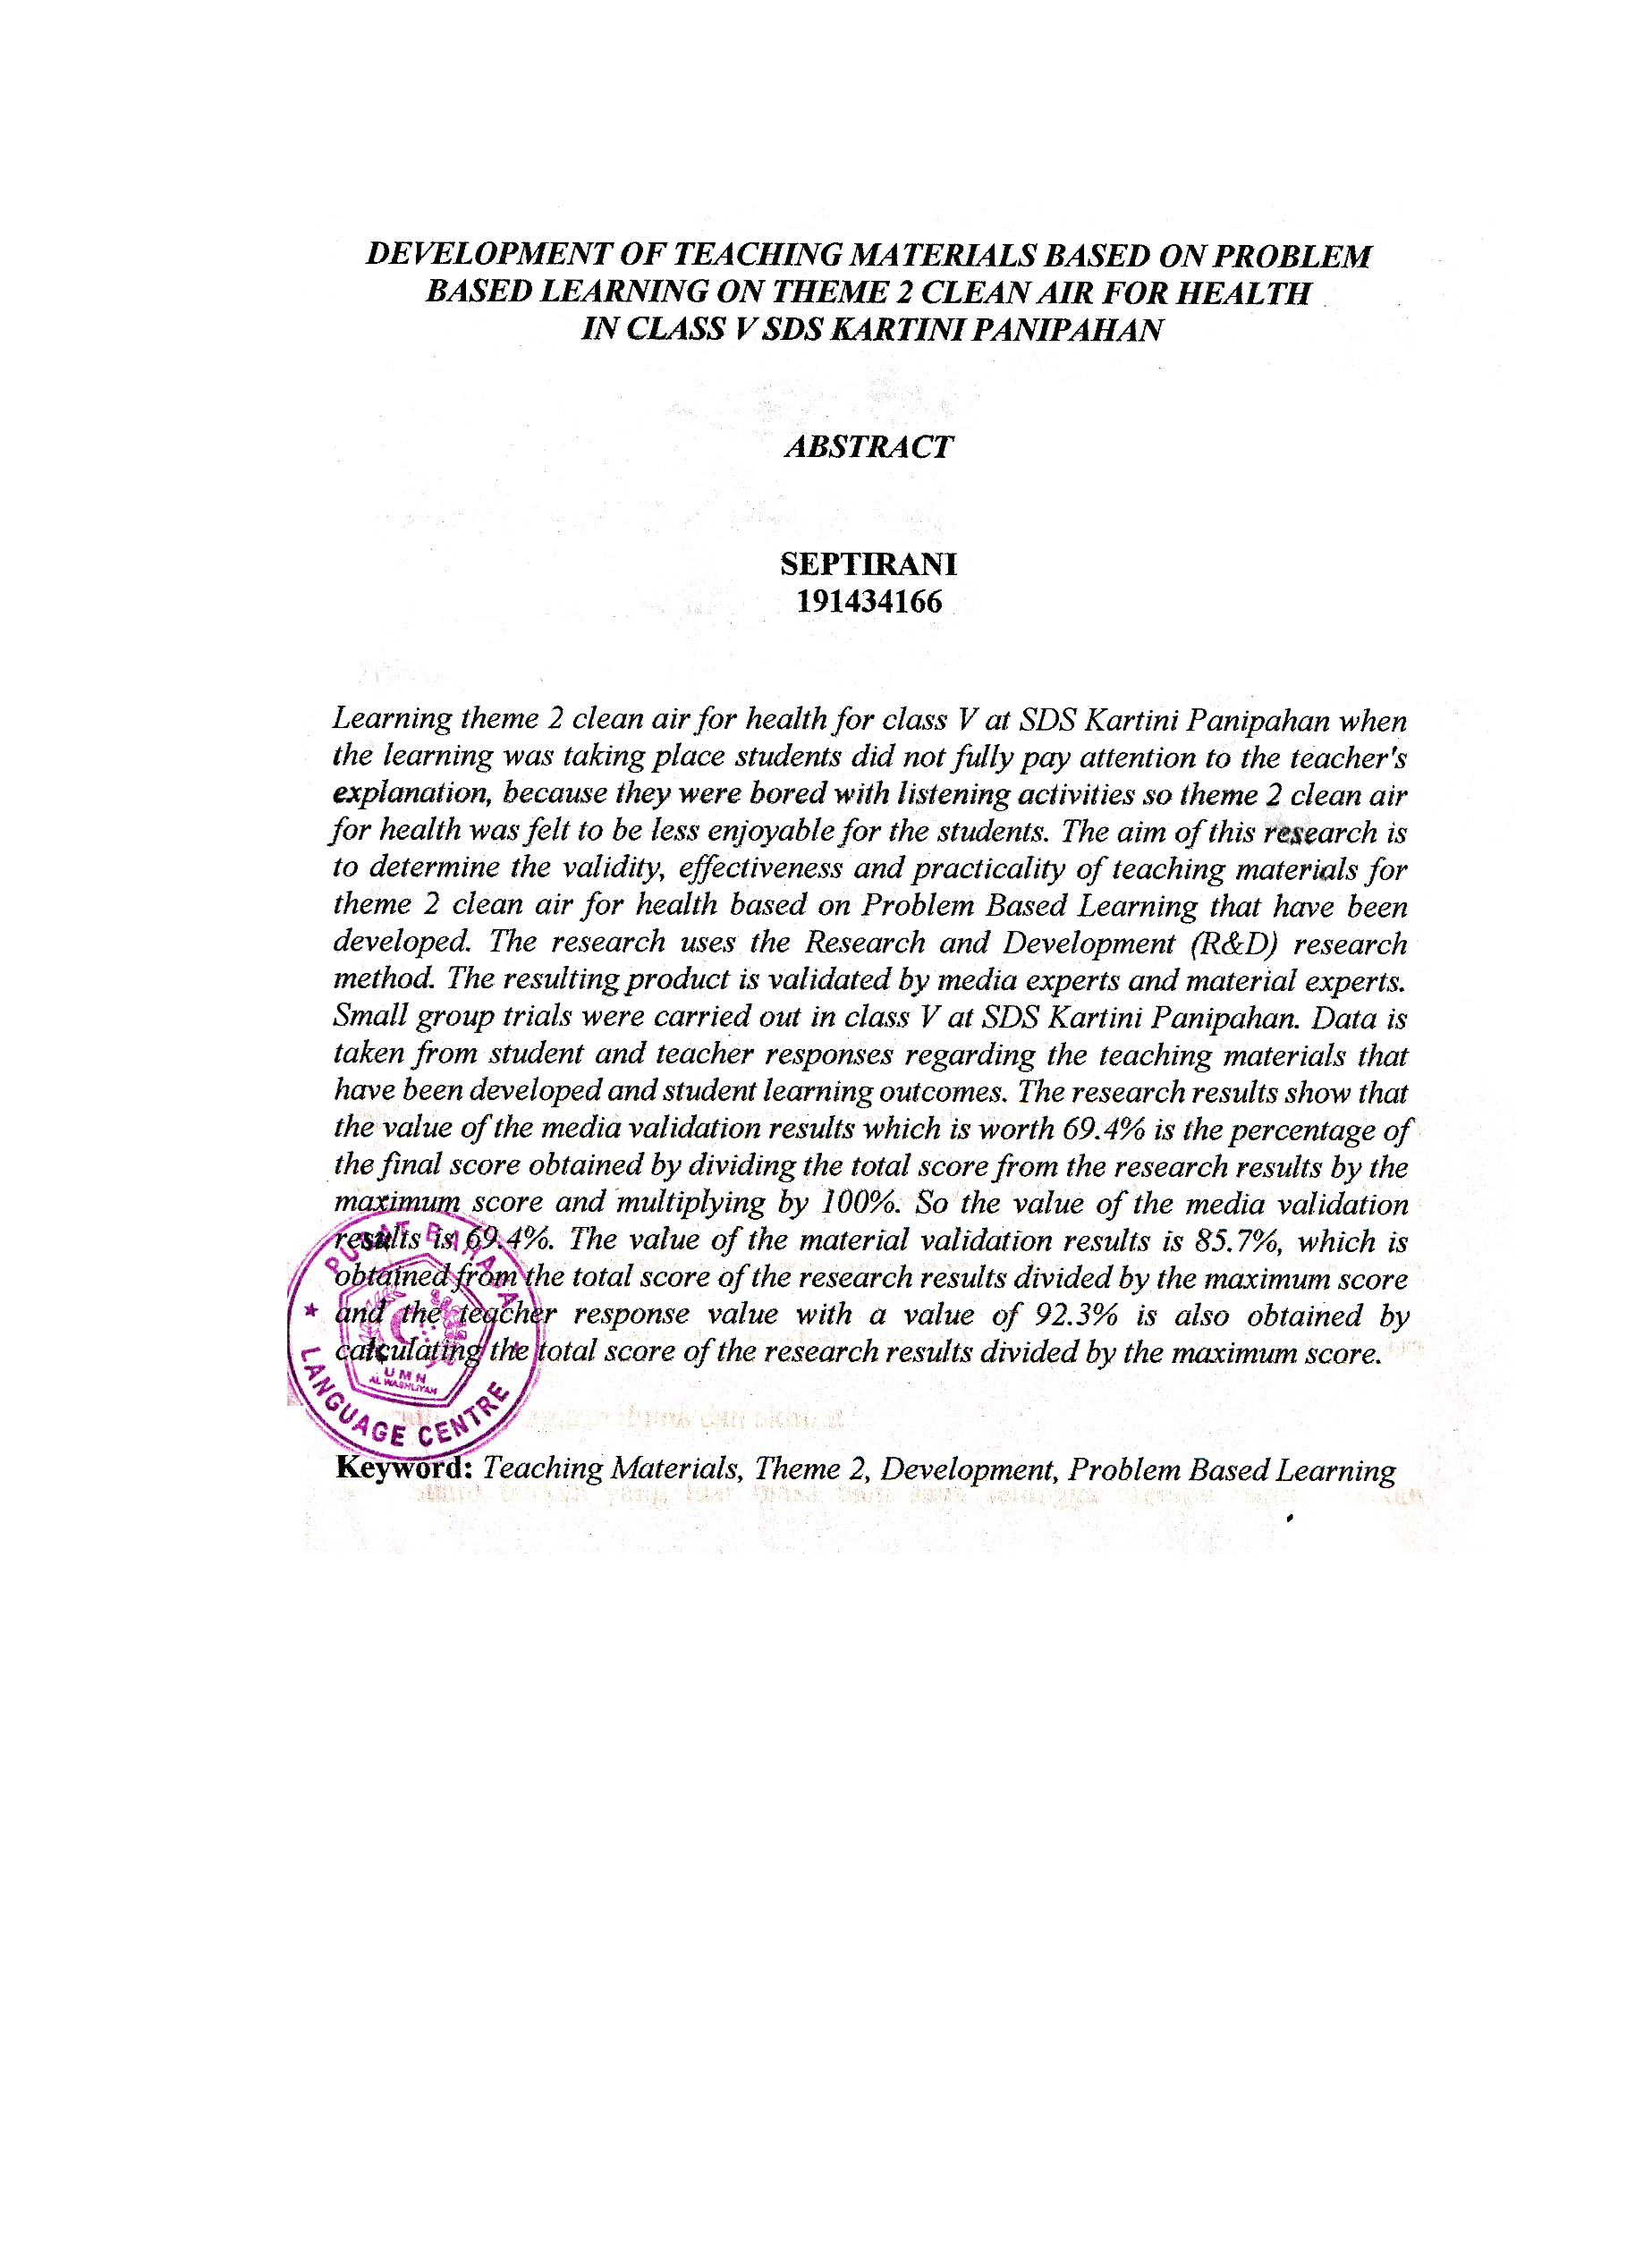 DEVELOPMENT OF TEACHING MATERIALS BASED ON PROBLEM
BASED LEARNING ON THEME 2 CLEAN AIR FOR HEALTH
IN CLASS V SDS KARTINI PANIPAHAN
ABSTRACT
SEPTIRANI
191434166
Learning theme 2 clean air for health for class V at SDS Kartini Panipahan when
the learning was taking place students did not fully pay attention to the teacher's
explanation, because they were bored with listening activities so theme 2 clean air
for health was felt to be less enjoyable for the students. The aim of this research is
to determine the validity, effectiveness and practicality of teaching materials for
theme 2 clean air for health based on Problem Based Learning that have been
developed. The research uses the Research and Development (R&D) research
method. The resulting product is validated by media experts and material experts.
Small group trials were carried out in class V at SDS Kartini Panipahan. Data is
taken from student and teacher responses regarding the teaching materials that
have been developed and student learning outcomes. The research results show that
the value of the media validation results which is worth 69.4% is the percentage of
the final score obtained by dividing the total score from the research results by the
maximum score and multiplying by 100%. So the value of the media validation
results is 69.4%. The value of the material validation results is 85.7%, which is
obtained from the total score of the research results divided by the maximum score
and the teacher response value with a value of 92.3% is also obtained by
calculating the total score of the research results divided by the maximum score.
PUSAT BAHASA
UMN
AL WASHLIYAH
LANGUAGE CENTRE
Keyword: Teaching Materials, Theme 2, Development, Problem Based Learning